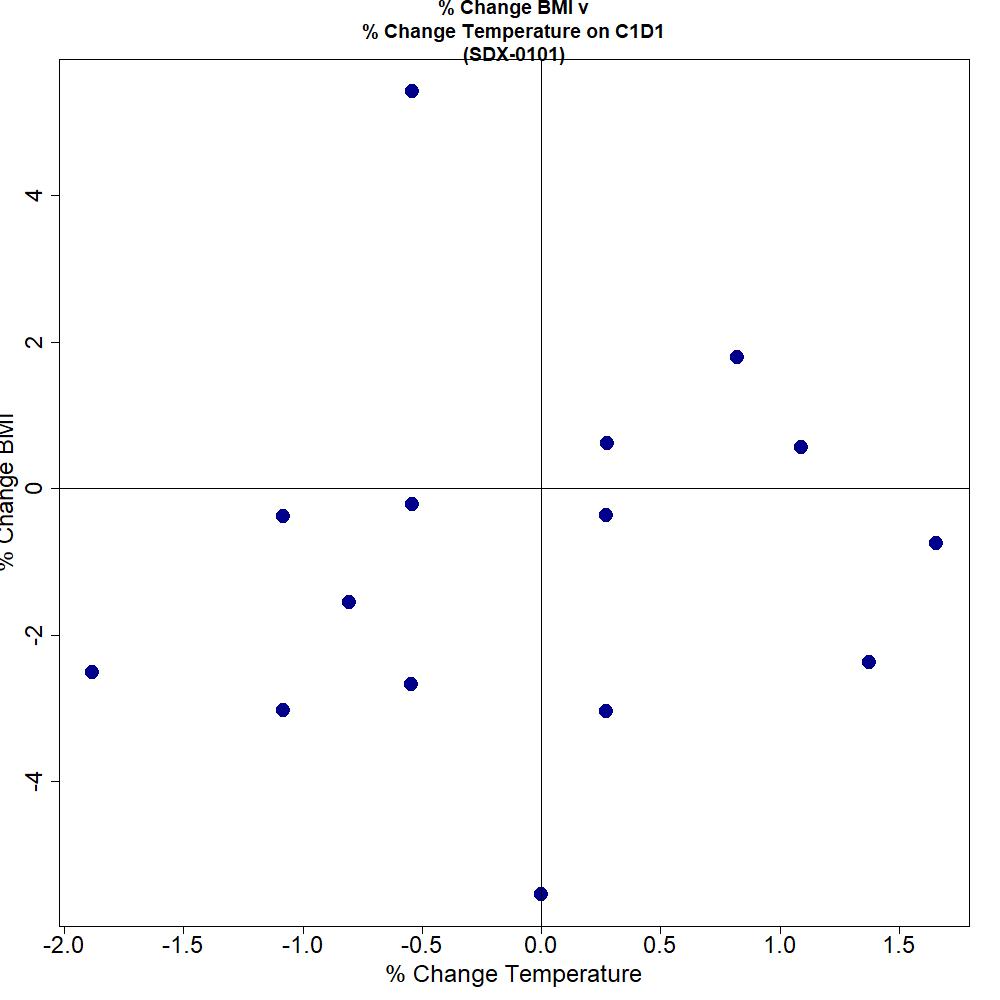 % Change BMI v
% Change Temperature on C1D1
(SDX-0101)
% Change BMI
4
2
0
-2
-4
-2.0 -1.5 -1.0 -0.5 0.0 0.5 1.0 1.5
% Change Temperature